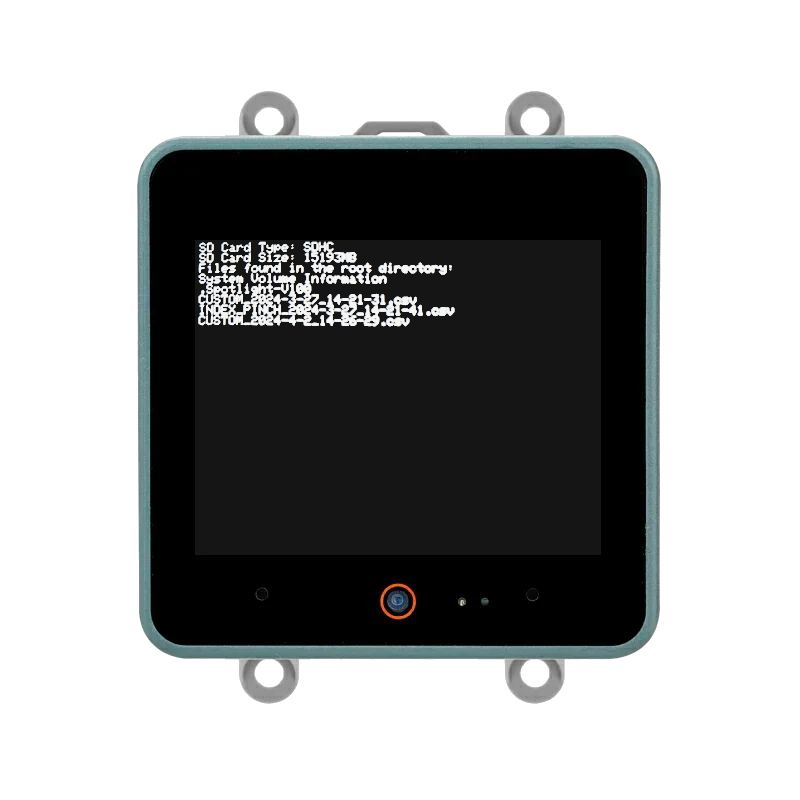 SD Card Type: SDHC
SD Card Size: 15193MB
Files found in the root directory:
System Volume Information
.Spotlight-V100
CUSTOM_2024-3-27_14-21-31.csv
INDEX_PINCH_2024-3-27_14-21-41.csv
CUSTOM_2024-4-2_14-26-29.csv